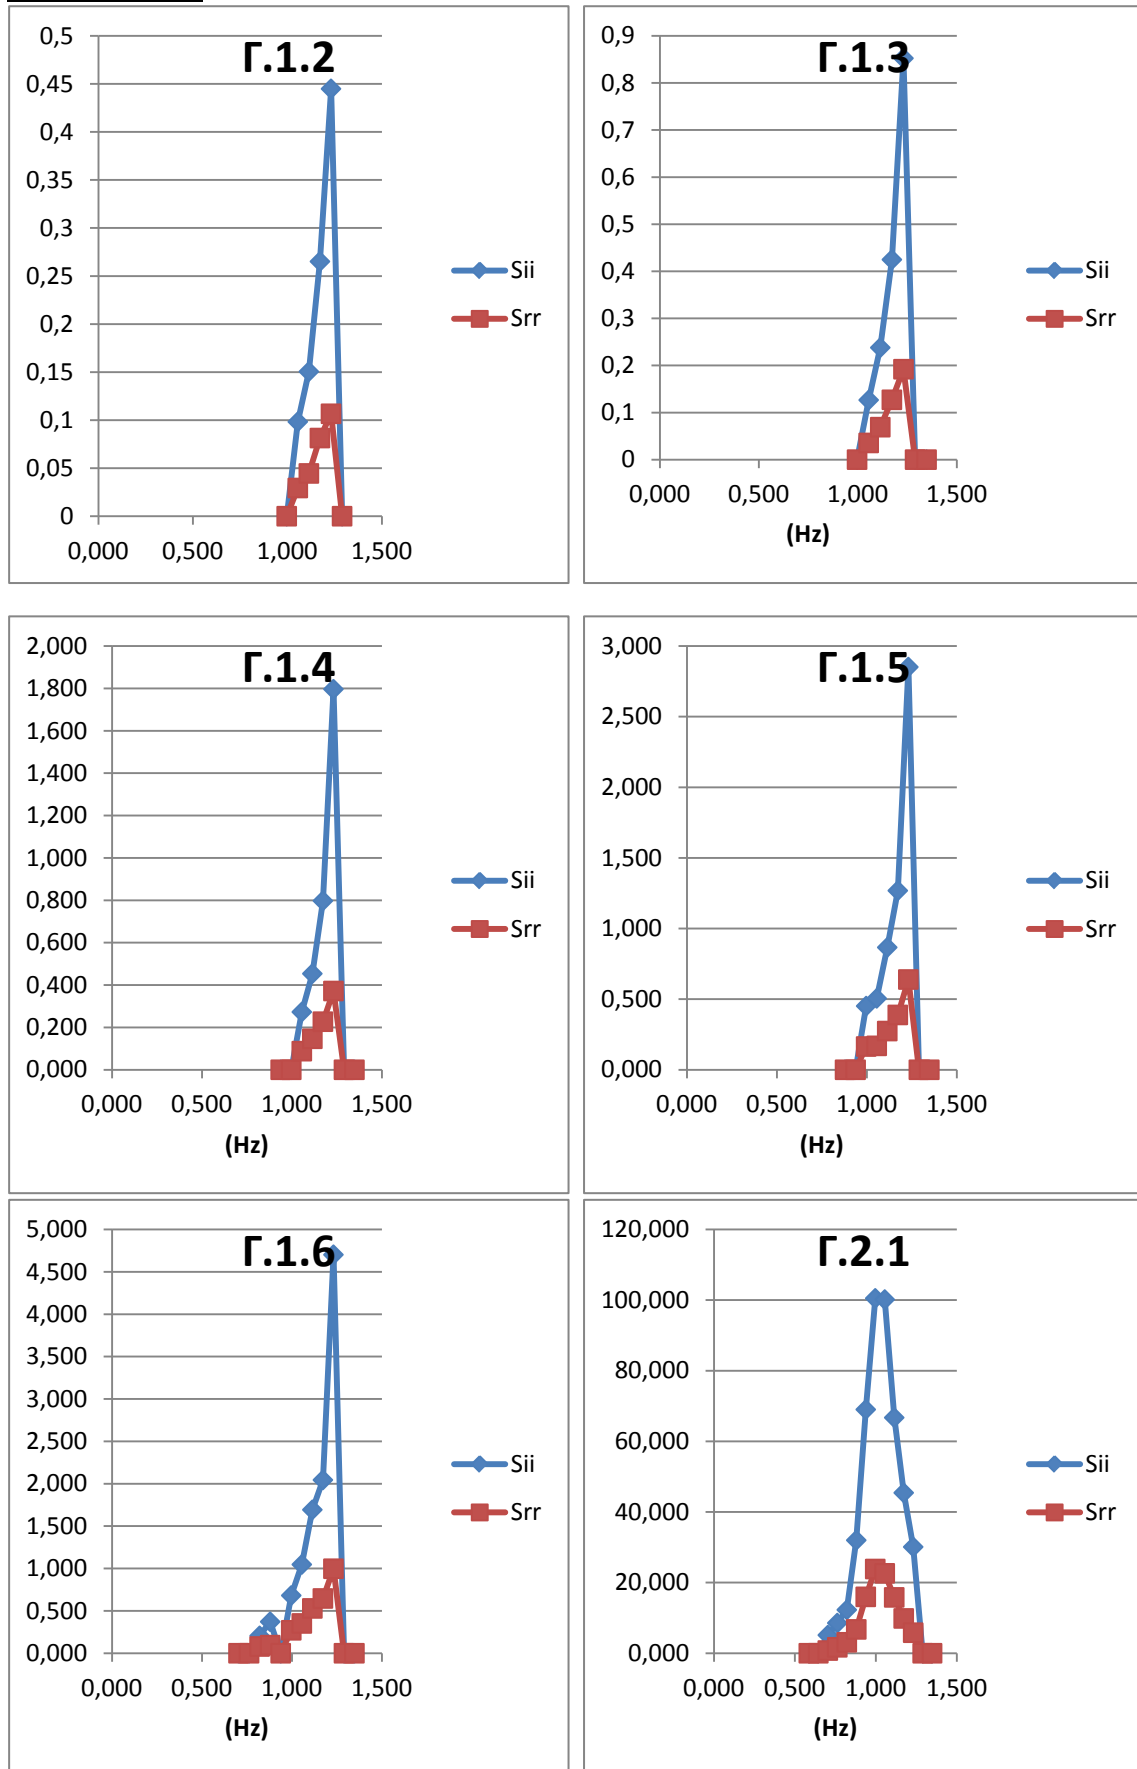 Γ.1.2
0,5
0,45
0,4
0,35
0,3
0,25
0,2
0,15
0,1
0,05
0
0,000 0,500 1,000 1,500
Sii
Srr
Γ.1.3
0,9
0,8
0,7
0,6
0,5
0,4
0,3
0,2
0,1
0
0,000 0,500 1,000 1,500
(Hz)
Sii
Srr
Γ.1.4
2,000
1,800
1,600
1,400
1,200
1,000
0,800
0,600
0,400
0,200
0,000
0,000 0,500 1,000 1,500
(Hz)
Sii
Srr
Γ.1.5
3,000
2,500
2,000
1,500
1,000
0,500
0,000
0,000 0,500 1,000 1,500
(Hz)
Sii
Srr
Γ.1.6
5,000
4,500
4,000
3,500
3,000
2,500
2,000
1,500
1,000
0,500
0,000
0,000 0,500 1,000 1,500
(Hz)
Sii
Srr
Γ.2.1
120,000
100,000
80,000
60,000
40,000
20,000
0,000
0,000 0,500 1,000 1,500
(Hz)
Sii
Srr